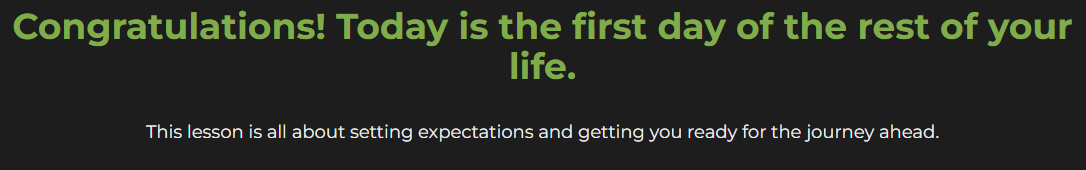 Congratulations! Today is the first day of the rest of your
life.
This lesson is all about setting expectations and getting you ready for the journey ahead.